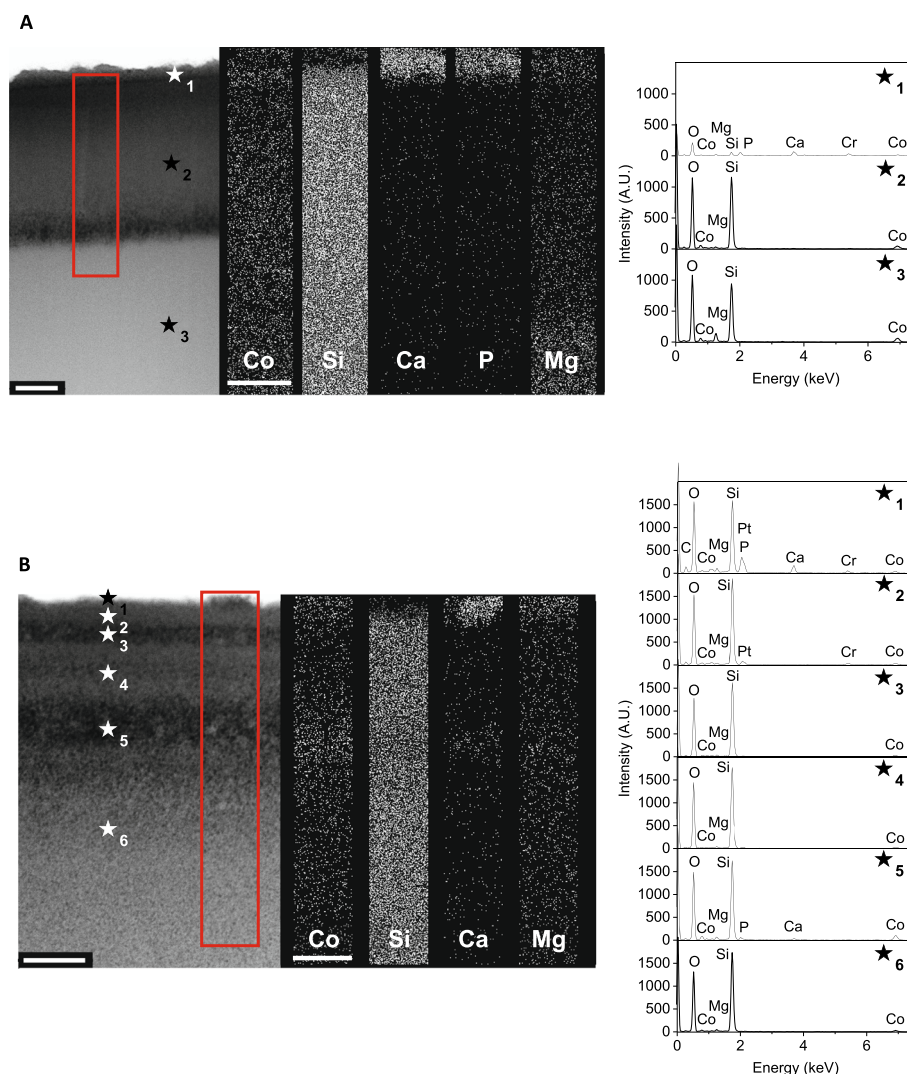 A
1
2
3
Co Si Ca P Mg
★1
1000
500
0
O Co Mg Si P Ca Cr Co
★2
1000
500
0
O Co Mg Si Co
★3
1000
500
0
O Co Mg Si Co
0 2 4 6
Energy (keV)
Intensity (A.U.)
B
1
2
3
4
5
6
Co Si Ca Mg
★1
1500
1000
500
0
C O Co Mg Si Pt P Ca Cr Co
★2
1500
1000
500
0
O Co Mg Si Pt Cr Co
★3
1500
1000
500
0
O Co Mg Si Co
★4
1500
1000
500
0
O Co Mg Si Co
★5
1500
1000
500
0
O Co Mg Si P Ca Co
★6
1500
1000
500
0
O Co Mg Si Co
0 2 4 6
Energy (keV)
Intensity (A.U.)